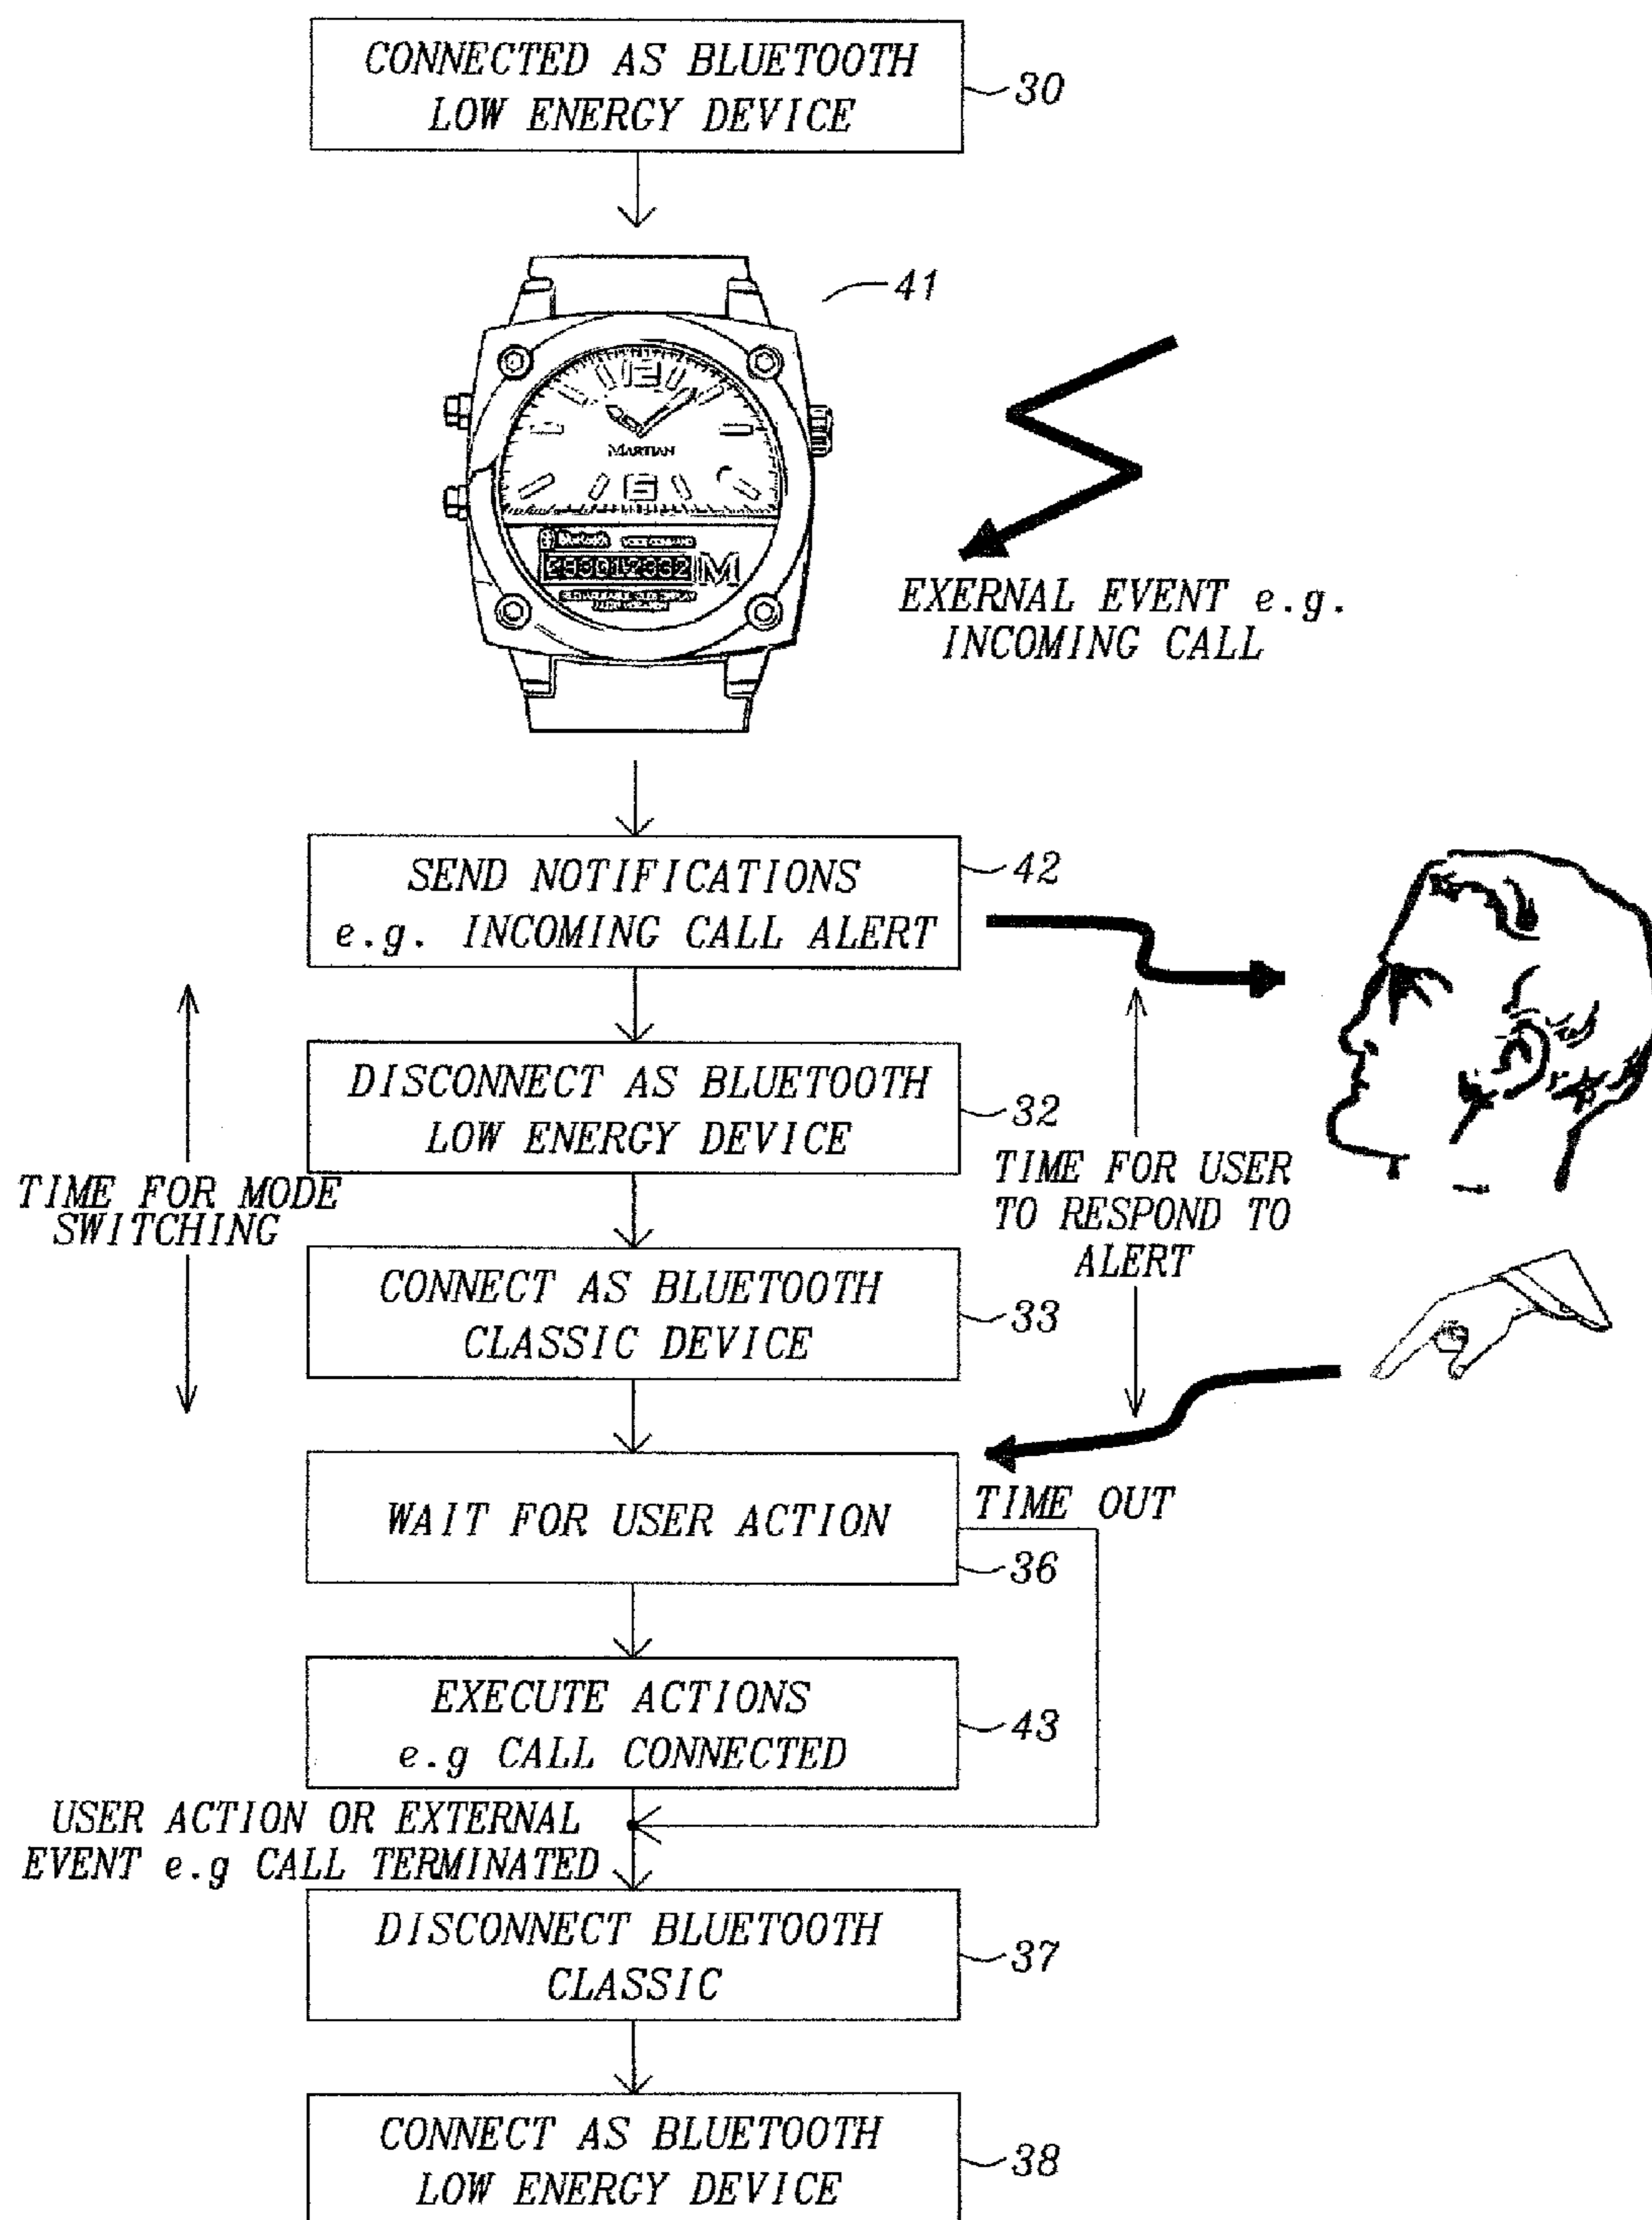 CONNECTED AS BLUETOOTH
LOW ENERGY DEVICE
30
41
12
MARTIAN
6
Bluetooth
M
EXERNAL EVENT e.g.
INCOMING CALL
SEND NOTIFICATIONS
e.g. INCOMING CALL ALERT
42
DISCONNECT AS BLUETOOTH
LOW ENERGY DEVICE
32
TIME FOR MODE
SWITCHING
TIME FOR USER
TO RESPOND TO
ALERT
CONNECT AS BLUETOOTH
CLASSIC DEVICE
33
WAIT FOR USER ACTION
TIME OUT
36
EXECUTE ACTIONS
e.g CALL CONNECTED
43
USER ACTION OR EXTERNAL
EVENT e.g CALL TERMINATED
DISCONNECT BLUETOOTH
CLASSIC
37
CONNECT AS BLUETOOTH
LOW ENERGY DEVICE
38